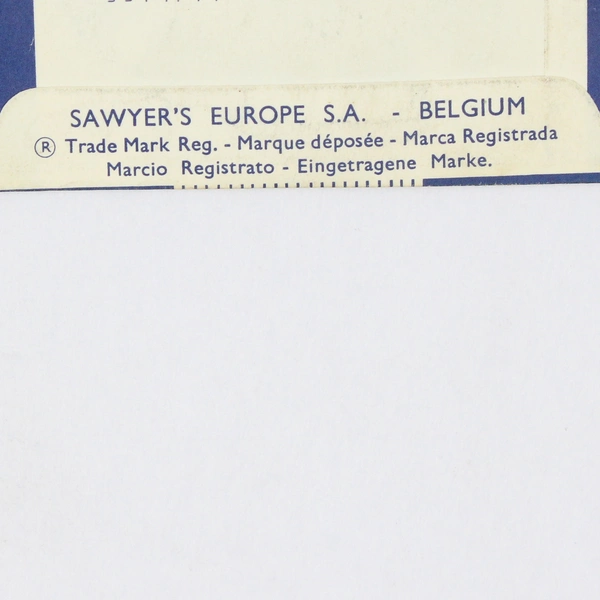 SAWYER'S EUROPE S.A. - BELGIUM
® Trade Mark Reg. - Marque déposée - Marca Registrada
Marcio Registrato - Eingetragene Marke.